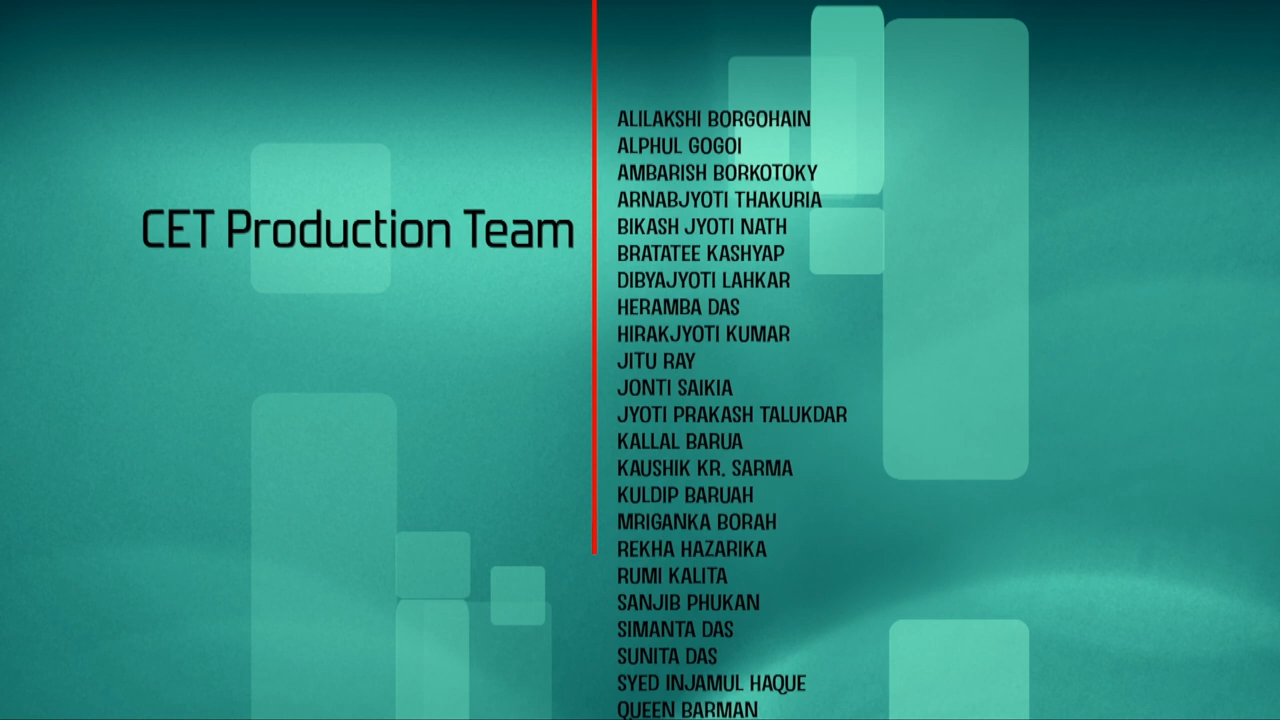 CET Production Team
ALILAKSHI BORGOHAIN
ALPHUL GOGOI
AMBARISH BORKOTOKY
ARNABJYOTI THAKURIA
BIKASH JYOTI NATH
BRATATEE KASHYAP
DIBYAJYOTI LAHKAR
HERAMBA DAS
HIRAKJYOTI KUMAR
JITU RAY
JONTI SAIKIA
JYOTI PRAKASH TALUKDAR
KALLAL BARUA
KAUSHIK KR. SARMA
KULDIP BARUAH
MRIGANKA BORAH
REKHA HAZARIKA
RUMI KALITA
SANJIB PHUKAN
SIMANTA DAS
SUNITA DAS
SYED INJAMUL HAQUE
QUEEN BARMAN